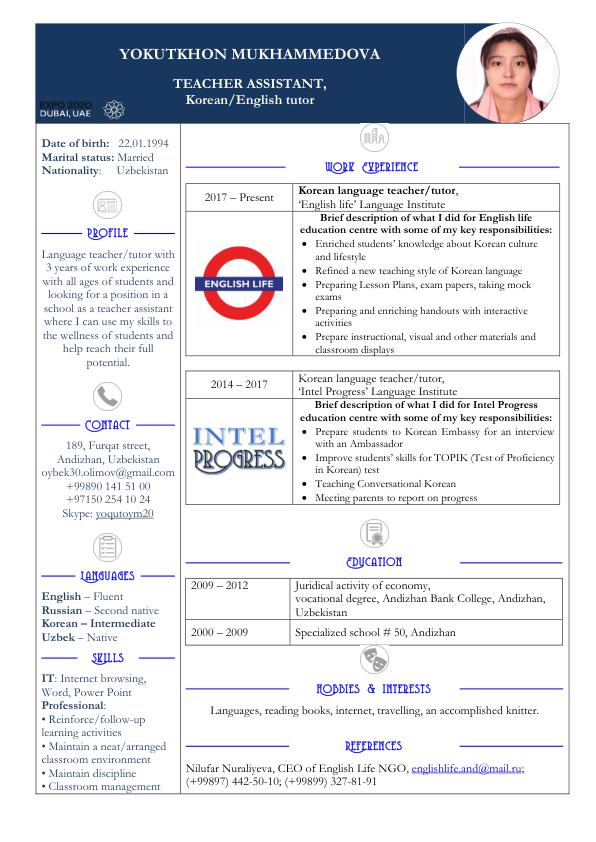 YOKUTKHON MUKHAMMEDOVA
TEACHER ASSISTANT,
Korean/English tutor
EXPO 2020
DUBAI, UAE
Date of birth: 22.01.1994
Marital status: Married
Nationality: Uzbekistan
PROFILE
Language teacher/tutor with
3 years of work experience
with all ages of students and
looking for a position in a
school as a teacher assistant
where I can use my skills to
the wellness of students and
help reach their full
potential.
CONTACT
189, Furqat street,
Andizhan, Uzbekistan
oybek30.olimov@gmail.com
+99890 141 51 00
+97150 254 10 24
Skype: yoqutoym20
LANGUAGES
English – Fluent
Russian – Second native
Korean – Intermediate
Uzbek – Native
SKILLS
IT: Internet browsing,
Word, Power Point
Professional:
• Reinforce/follow-up
learning activities
• Maintain a neat/arranged
classroom environment
• Maintain discipline
• Classroom management
WORK EXPERIENCE
2017 – Present
Korean language teacher/tutor,
‘English life’ Language Institute
ENGLISH LIFE
Brief description of what I did for English life
education centre with some of my key responsibilities:
• Enriched students’ knowledge about Korean culture
and lifestyle
• Refined a new teaching style of Korean language
• Preparing Lesson Plans, exam papers, taking mock
exams
• Preparing and enriching handouts with interactive
activities
• Prepare instructional, visual and other materials and
classroom displays
2014 – 2017
Korean language teacher/tutor,
‘Intel Progress’ Language Institute
INTEL
PROGRESS
Brief description of what I did for Intel Progress
education centre with some of my key responsibilities:
• Prepare students to Korean Embassy for an interview
with an Ambassador
• Improve students’ skills for TOPIK (Test of Proficiency
in Korean) test
• Teaching Conversational Korean
• Meeting parents to report on progress
EDUCATION
2009 – 2012
Juridical activity of economy,
vocational degree, Andizhan Bank College, Andizhan,
Uzbekistan
2000 – 2009
Specialized school # 50, Andizhan
HOBBIES & INTERESTS
Languages, reading books, internet, travelling, an accomplished knitter.
REFERENCES
Nilufar Nuraliyeva, CEO of English Life NGO, englishlife.and@mail.ru;
(+99897) 442-50-10; (+99899) 327-81-91